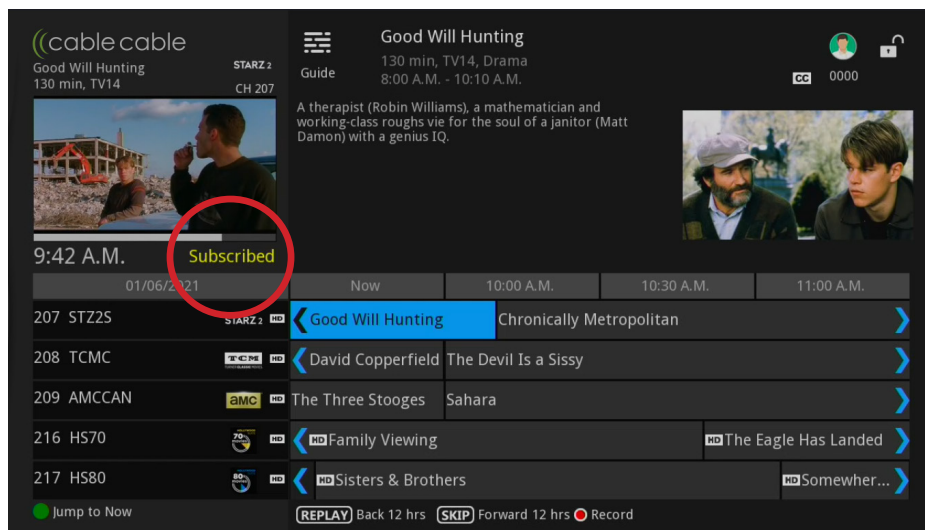 cable cable
Good Will Hunting
130 min, TV14
STARZ 2
CH 207
9:42 A.M.
Subscribed
Guide
Good Will Hunting
130 min, TV14, Drama
8:00 A.M. - 10:10 A.M.
CC 0000
A therapist (Robin Williams), a mathematician and
working-class roughs vie for the soul of a janitor (Matt
Damon) with a genius IQ.
01/06/2021 Now 10:00 A.M. 10:30 A.M. 11:00 A.M.
207 STZ2S STARZ 2 HD Good Will Hunting Chronically Metropolitan
208 TCMC TCM HD David Copperfield The Devil Is a Sissy
209 AMCCAN amc HD The Three Stooges Sahara
216 HS70 70s HD HD Family Viewing HD The Eagle Has Landed
217 HS80 80s HD HD Sisters & Brothers HD Somewher...
Jump to Now REPLAY Back 12 hrs SKIP Forward 12 hrs Record